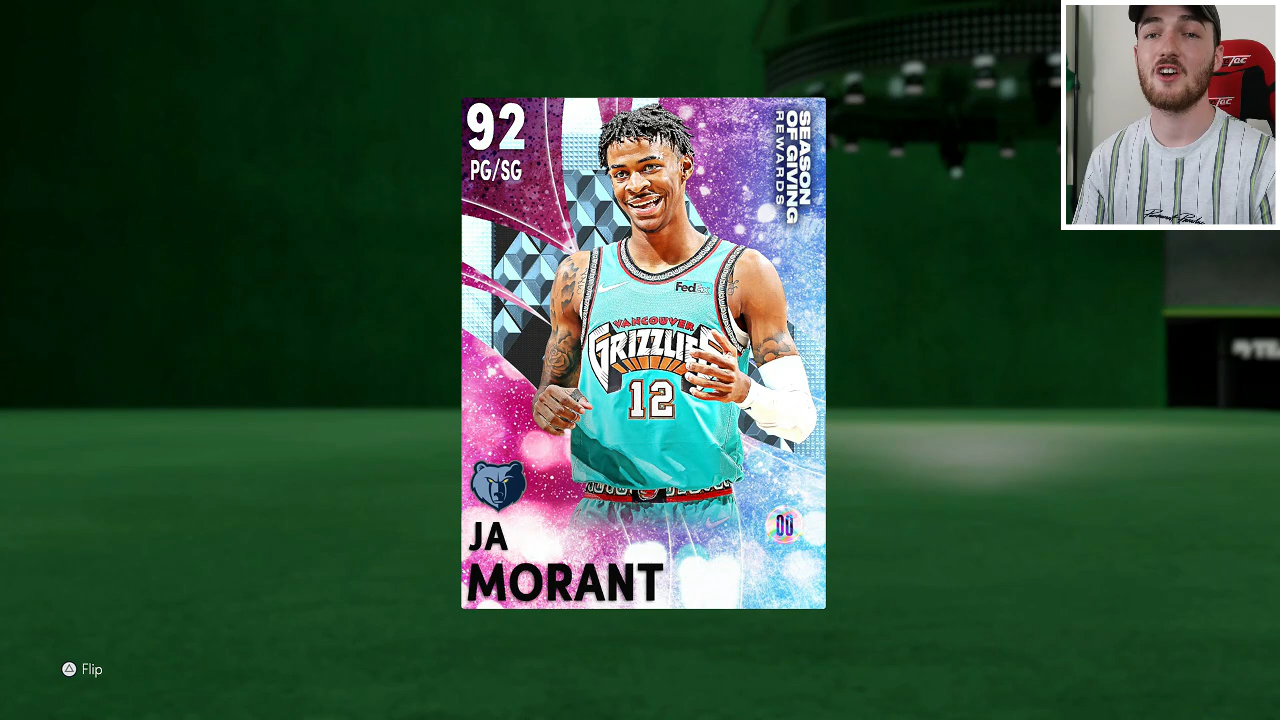 92
PG/SG
SEASON
OF GIVING
REWARDS
FedEx
VANCOUVER
GRIZZLIES
12
00
JA
MORANT
Flip